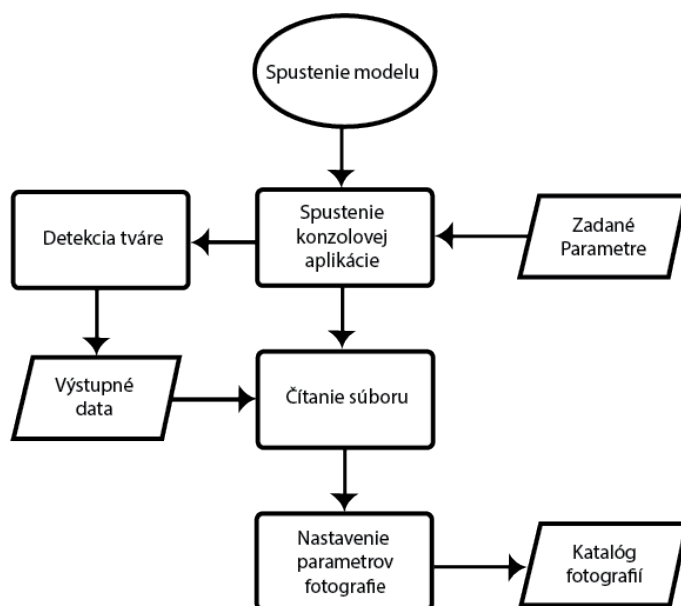 Spustenie modelu
Detekcia tváre
Spustenie
konzolovej
aplikácie
Zadané
Parametre
Výstupné
data
Čítanie súboru
Nastavenie
parametrov
fotografie
Katalóg
fotografií